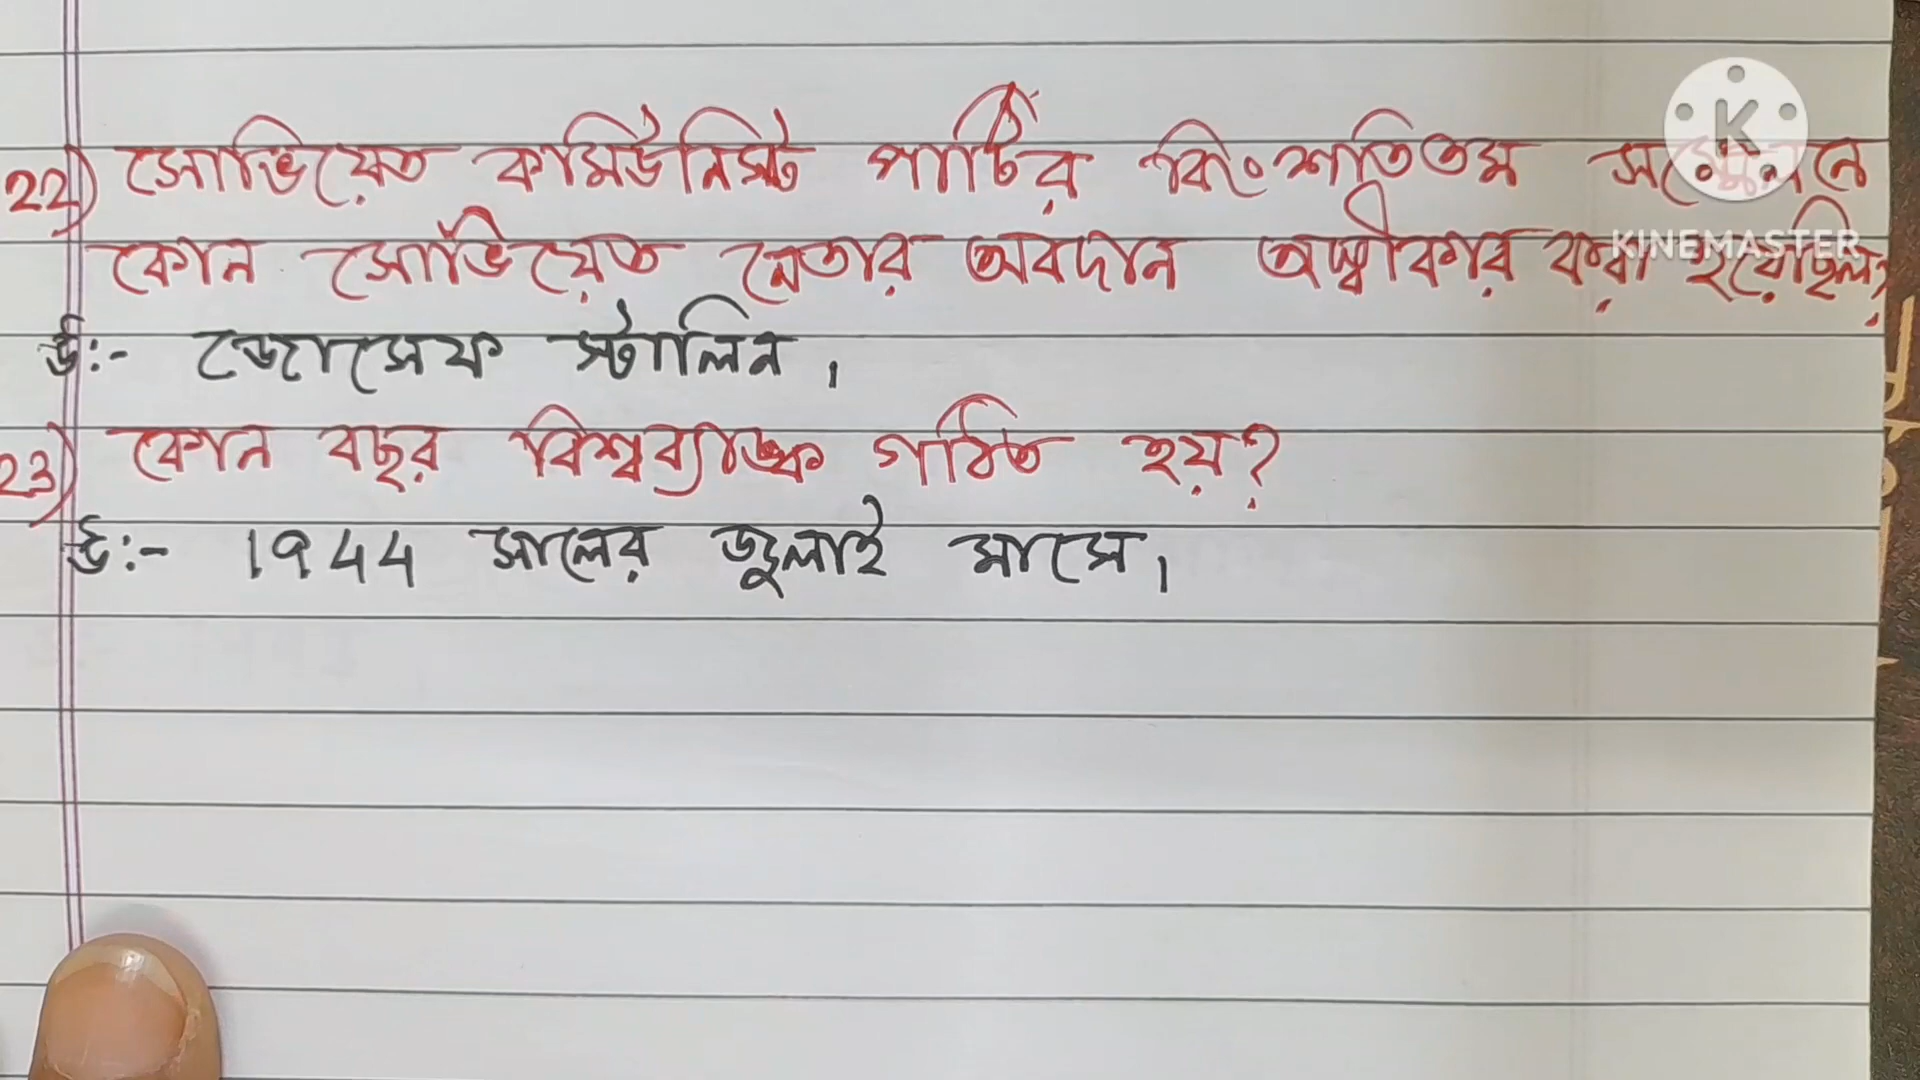 22) সোভিয়েত কমিউনিস্ট পার্টির বিংশতিতম সম্মেলনে
কোন সোভিয়েত নেতার অবদান অস্বীকার করা হয়েছিল?
উঃ- জোসেফ স্টালিন।
23) কোন বছর বিশ্বব্যাঙ্ক গঠিত হয়?
উঃ- 1944 সালের জুলাই মাসে।
K
KINEMASTER